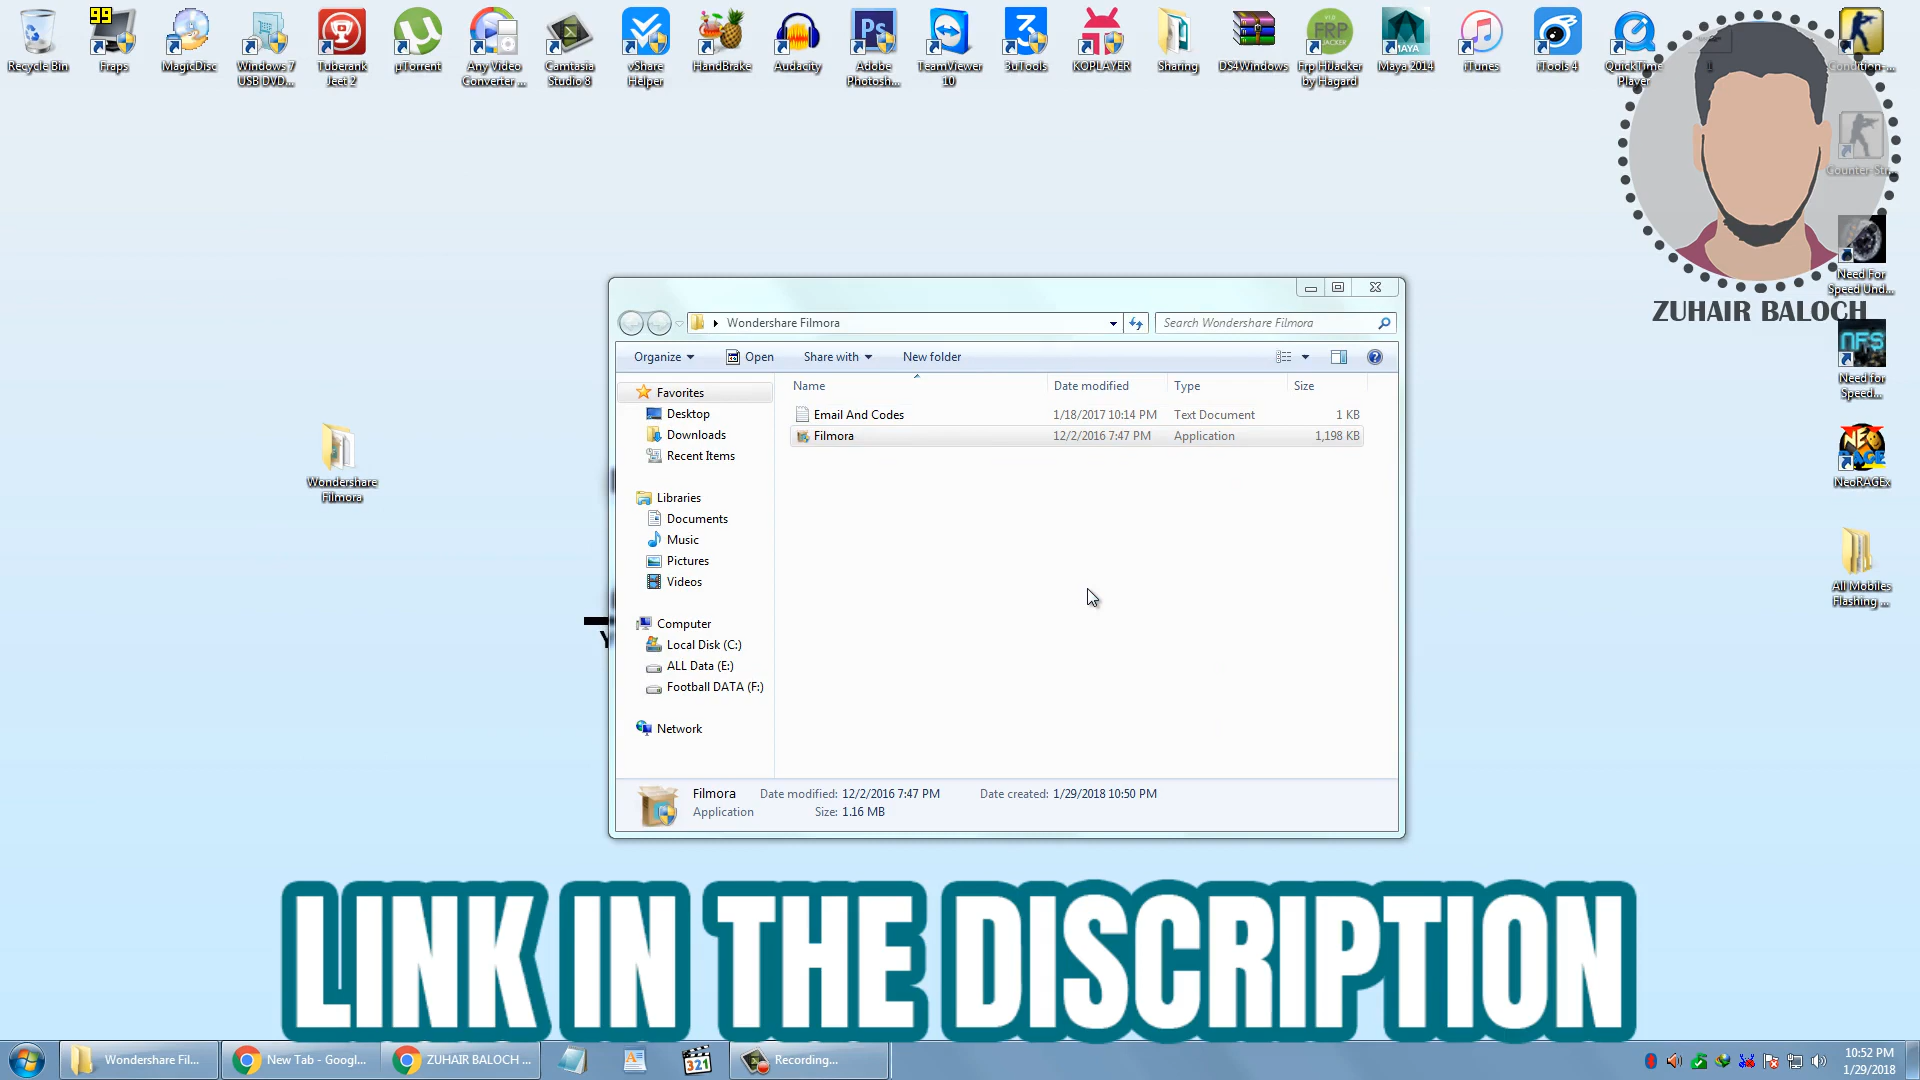 Recycle Bin
Fraps
MagicDisc
Windows 7
USB DVD...
Tuberank
Jeet 2
µTorrent
Any Video
Converter ...
Camtasia
Studio 8
vShare
Helper
HandBrake
Audacity
Adobe
Photosh...
TeamViewer
10
3uTools
KOPLAYER
Sharing
DS4Windows
Frp HiJacker
by Hagard
Maya 2014
iTunes
iTools 4
QuickTime
Player
1
Condition-...
Counter-Str...
Need For
Speed Und...
ZUHAIR BALOCH
Need for
Speed...
NeoRAGEx
All Mobiles
Flashing ...
Wondershare
Filmora
Wondershare Filmora
Search Wondershare Filmora
Organize
Open
Share with
New folder
Name
Date modified
Type
Size
Email And Codes
1/18/2017 10:14 PM
Text Document
1 KB
Filmora
12/2/2016 7:47 PM
Application
1,198 KB
Favorites
Desktop
Downloads
Recent Items
Libraries
Documents
Music
Pictures
Videos
Computer
Local Disk (C:)
ALL Data (E:)
Football DATA (F:)
Network
Filmora
Date modified: 12/2/2016 7:47 PM
Date created: 1/29/2018 10:50 PM
Application
Size: 1.16 MB
LINK IN THE DISCRIPTION
Wondershare Fil...
New Tab - Googl...
ZUHAIR BALOCH ...
Recording...
10:52 PM
1/29/2018